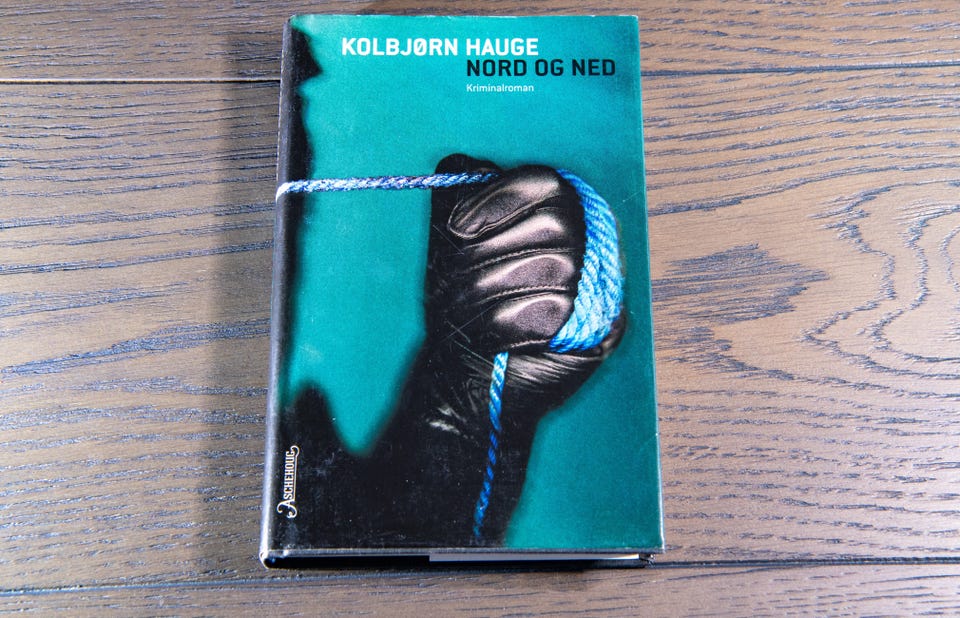 KOLBJØRN HAUGE
NORD OG NED
Kriminalroman
ASCHEHOUG